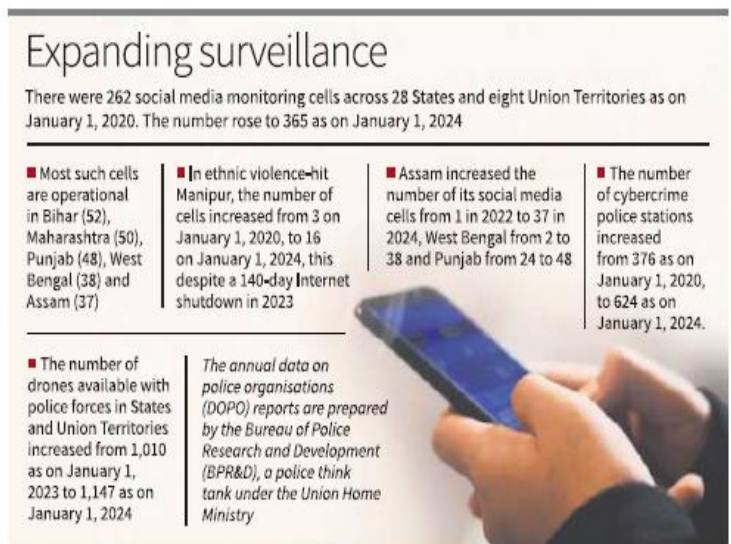 Expanding surveillance
There were 262 social media monitoring cells across 28 States and eight Union Territories as on
January 1, 2020. The number rose to 365 as on January 1, 2024
Most such cells
are operational
in Bihar (52),
Maharashtra (50),
Punjab (48), West
Bengal (38) and
Assam (37)
In ethnic violence-hit
Manipur, the number of
cells increased from 3 on
January 1, 2020, to 16
on January 1, 2024, this
despite a 140-day Internet
shutdown in 2023
Assam increased the
number of its social media
cells from 1 in 2022 to 37 in
2024, West Bengal from 2 to
38 and Punjab from 24 to 48
The number
of cybercrime
police stations
increased
from 376 as on
January 1, 2020,
to 624 as on
January 1, 2024.
The number of
drones available with
police forces in States
and Union Territories
increased from 1,010
as on January 1,
2023 to 1,147 as on
January 1, 2024
The annual data on
police organisations
(DOPO) reports are prepared
by the Bureau of Police
Research and Development
(BPR&D), a police think
tank under the Union Home
Ministry